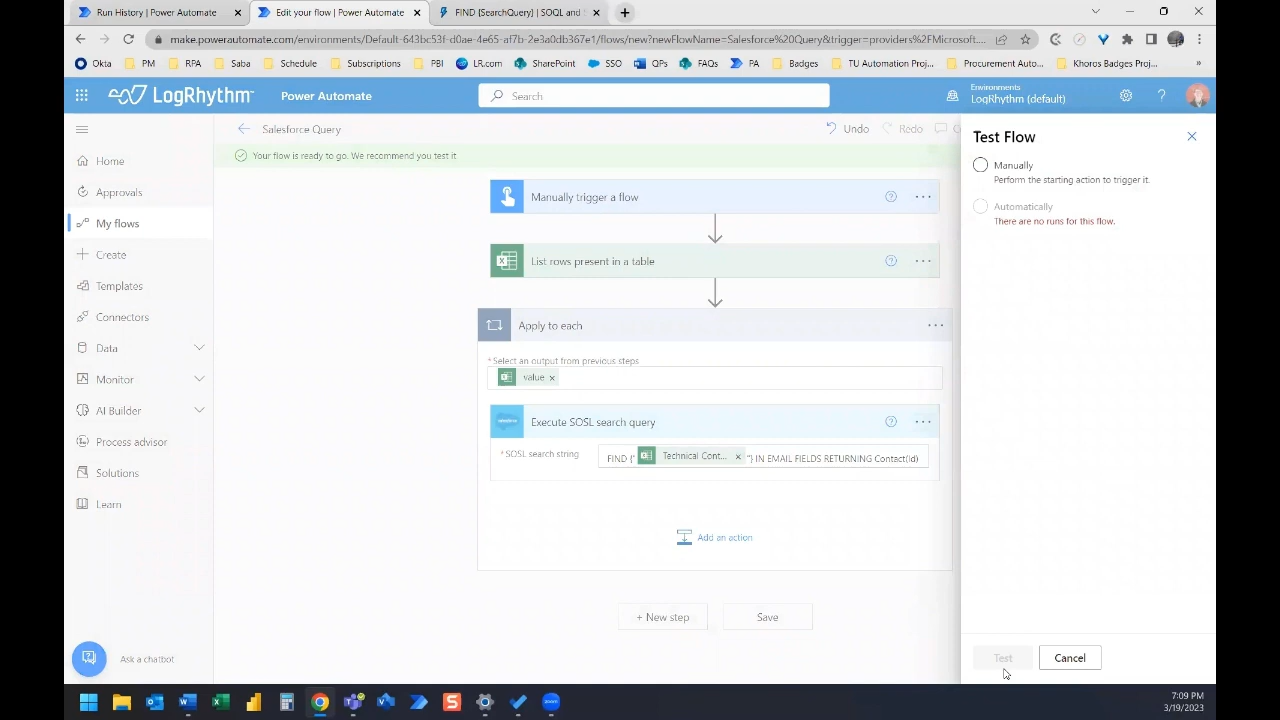 Run History | Power Automate
Edit your flow | Power Automate
FIND {SearchQuery} | SOQL and
make.powerautomate.com/environments/Default-643bc53f-d0ae-4e65-af7b-2e3a0db367e1/flows/new?newFlowName=Salesforce%20Query&trigger=providers%2FMicrosoft....
Okta PM RPA Saba Schedule Subscriptions PBI LR.com SharePoint SSO QPs FAQs PA Badges TU Automation Proj... Procurement Auto... Khoros Badges Proj... »
LogRhythm Power Automate
Search
Environments
LogRhythm (default)
Salesforce Query
Undo Redo
Your flow is ready to go. We recommend you test it
Home
Approvals
My flows
Create
Templates
Connectors
Data
Monitor
AI Builder
Process advisor
Solutions
Learn
Ask a chatbot
Manually trigger a flow
List rows present in a table
Apply to each
* Select an output from previous steps
value
Execute SOSL search query
* SOSL search string
FIND {" Technical Cont... "} IN EMAIL FIELDS RETURNING Contact(Id)
Add an action
+ New step Save
Test Flow
Manually
Perform the starting action to trigger it.
Automatically
There are no runs for this flow.
Test Cancel
7:09 PM
3/19/2023